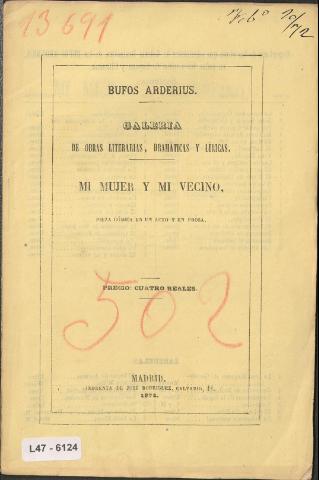 13691
BUFOS ARDERIUS.
GALERIA
DE OBRAS LITERARIAS, DRAMÁTICAS Y LÍRICAS.
MI MUJER Y MI VECINO,
PIEZA CÓMICA EN UN ACTO Y EN PROSA.
PRECIO: CUATRO REALES.
502
MADRID.
IMPRENTA DE JOSÉ RODRIGUEZ, CALVARIO,
1872.
L47 - 6124